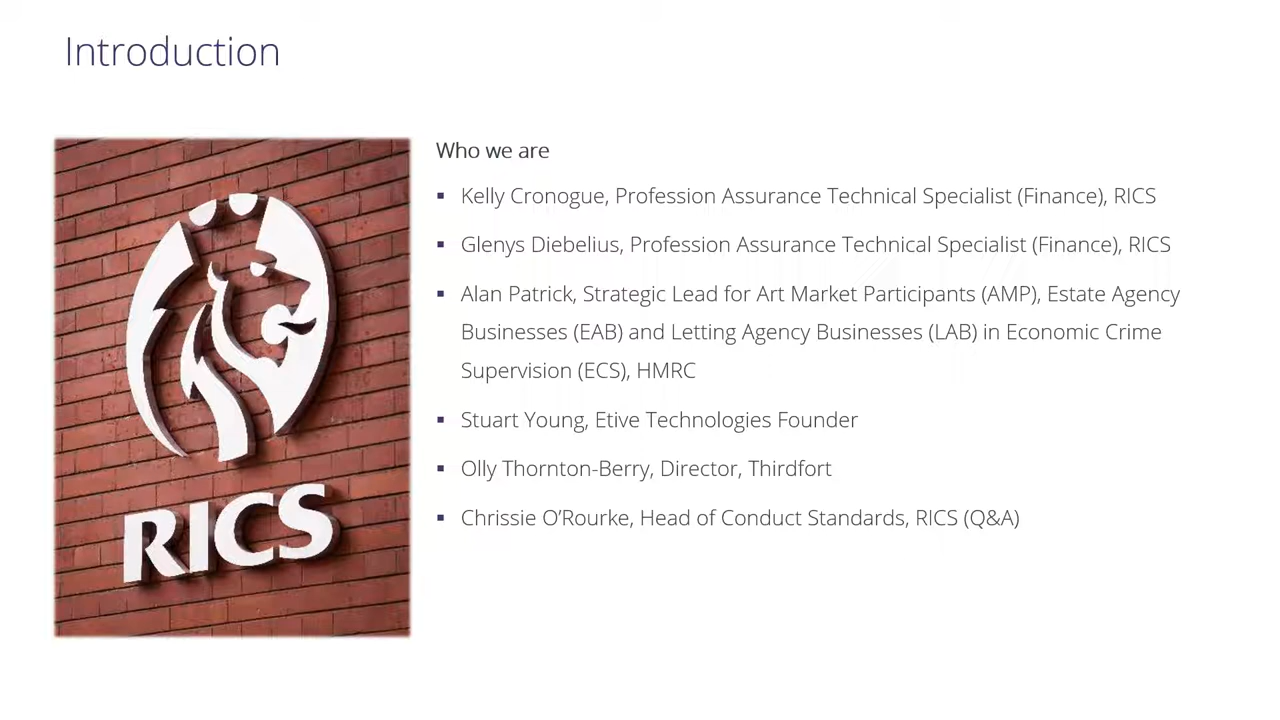 Introduction
Who we are
▪ Kelly Cronogue, Profession Assurance Technical Specialist (Finance), RICS
▪ Glenys Diebelius, Profession Assurance Technical Specialist (Finance), RICS
▪ Alan Patrick, Strategic Lead for Art Market Participants (AMP), Estate Agency
Businesses (EAB) and Letting Agency Businesses (LAB) in Economic Crime
Supervision (ECS), HMRC
▪ Stuart Young, Etive Technologies Founder
▪ Olly Thornton-Berry, Director, Thirdfort
▪ Chrissie O’Rourke, Head of Conduct Standards, RICS (Q&A)
RICS